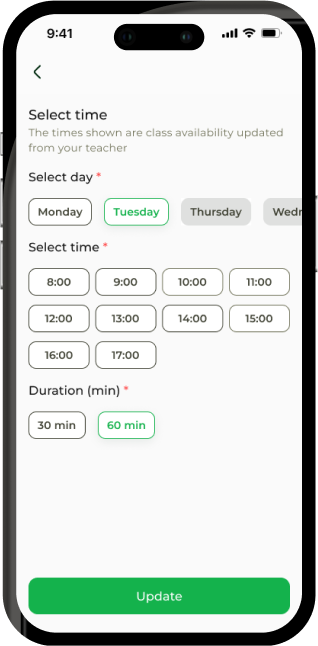 9:41
Select time
The times shown are class availability updated
from your teacher
Select day *
Monday Tuesday Thursday Wedn
Select time *
8:00 9:00 10:00 11:00
12:00 13:00 14:00 15:00
16:00 17:00
Duration (min) *
30 min 60 min
Update